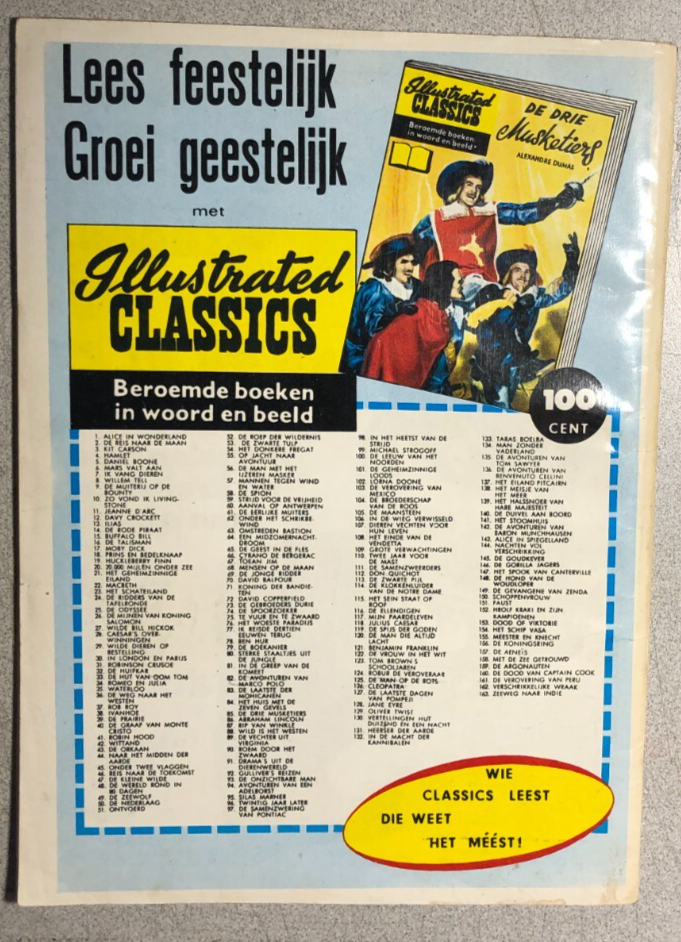 Lees feestelijk
Groei geestelijk
met
Illustrated
CLASSICS
Beroemde boeken
in woord en beeld
Illustrated
CLASSICS
Beroemde boeken
in woord en beeld
DE DRIE
Musketiers
ALEXANDRE DUMAS
100
CENT
1. ALICE IN WONDERLAND
2. DE REIS NAAR DE MAAN
3. KIT CARSON
4. HAMLET
5. DANIEL BOONE
6. MARS VALT AAN
7. IK VANG DIEREN
8. WILLEM TELL
9. DE MUITERIJ OP DE
BOUNTY
10. ZO VOND IK LIVING-
STONE
11. JEANNE D'ARC
12. DAVY CROCKETT
13. ILIAS
14. DE RODE PIRAAT
15. BUFFALO BILL
16. DE TALISMAN
17. MOBY DICK
18. PRINS EN BEDELKNAAP
19. HUCKLEBERRY FINN
20. 20.000 MIJLEN ONDER ZEE
21. HET GEHEIMZINNIGE
EILAND
22. MACBETH
23. HET SCHATEILAND
24. DE RIDDERS VAN DE
TAFELRONDE
25. DE ODYSSEE
26. DE MIJNEN VAN KONING
SALOMON
27. WILDE BILL HICKOK
28. CAESAR'S OVER-
WINNINGEN
29. WILDE DIEREN OP
BESTELLING
30. IN LONDEN EN PARIJS
31. ROBINSON CRUSOE
32. DE HUIFKAR
33. DE HUT VAN OOM TOM
34. ROMEO EN JULIA
35. WATERLOO
36. DE WEG NAAR HET
WESTEN
37. ROB ROY
38. IVANHOE
39. DE PRAIRIE
40. DE GRAAF VAN MONTE
CRISTO
41. ROBIN HOOD
42. WITTAND
43. DE ORKAAN
44. NAAR HET MIDDEN DER
AARDE
45. ONDER TWEE VLAGGEN
46. REIS NAAR DE TOEKOMST
47. DE KLEINE WILDE
48. DE WERELD ROND IN
80 DAGEN
49. DE ZEEWOLF
50. DE NEDERLAAG
51. ONTVOERD
52. DE ROEP DER WILDERNIS
53. DE ZWARTE TULP
54. HET DONKERE FREGAT
55. OP JACHT NAAR
AVONTUUR
56. DE MAN MET HET
IJZEREN MASKER
57. MANNEN TEGEN WIND
EN WATER
58. DE SPION
59. STRIJD VOOR DE VRIJHEID
60. AANVAL OP ANTWERPEN
61. DE EERLIJKE MUITERS
62. ONDER HET SCHRIKBE-
WIND
63. OMSTREDEN BASTION
64. EEN MIDZOMERNACHT-
DROOM
65. DE GEEST IN DE FLES
66. CYRANO DE BERGERAC
67. TOEAN JIM
68. MENSEN OP DE MAAN
69. DE JONGE RIDDER
70. DAVID BALFOUR
71. KONING DER BANDIE-
TEN
72. DAVID COPPERFIELD
73. DE GEBROEDERS DURIE
74. DE SPOORZOEKER
75. TE VUUR EN TE ZWAARD
76. HET WOESTE PARADIJS
77. IK REISDE DERTIEN
EEUWEN TERUG
78. BEN HUR
79. DE BOEKANIER
80. STERKE STAALTJES UIT
DE JUNGLE
81. IN DE GREEP VAN DE
KOMEET
82. DE AVONTUREN VAN
MARCO POLO
83. DE LAATSTE DER
MOHICANEN
84. HET HUIS MET DE
ZEVEN GEVELS
85. DE DRIE MUSKETIERS
86. ABRAHAM LINCOLN
87. RIP VAN WINKLE
88. WILD IS HET WESTEN
89. DE VECHTER UIT
VIRGINIA
90. ROEM DOOR HET
ZWAARD
91. DRAMA'S UIT DE
DIERENWERELD
92. GULLIVER'S REIZEN
93. DE ONZICHTBARE MAN
94. AVONTUREN VAN EEN
ADELBORST
95. SILAS MARNER
96. TWINTIG JAAR LATER
97. DE SAMENZWERING
VAN PONTIAC
98. IN HET HEETST VAN DE
STRIJD
99. MICHAEL STROGOFF
100. DE LEEUW VAN HET
NOORDEN
101. DE GEHEIMZINNIGE
LOODS
102. LORNA DOONE
103. DE VEROVERING VAN
MEXICO
104. DE BROEDERSCHAP
VAN DE ROOS
105. DE MAANSTEEN
106. IN DE WIEG VERWISSELD
107. DIEREN VECHTEN VOOR
HUN LEVEN
108. HET EINDE VAN DE
VENDETTA
109. GROTE VERWACHTINGEN
110. TWEE JAAR VOOR
DE MAST
111. DE SAMENZWEERDERS
112. DON QUICHOT
113. DE ZWARTE PIJL
114. DE KLOKKENLUIDER
VAN DE NOTRE DAME
115. HET SEIN STAAT OP
ROOF
116. DE ELLENDIGEN
117. MIJN PAARDELEVEN
118. JULIUS CAESAR
119. DE SPIJS DER GODEN
120. DE MAN DIE ALTIJD
LACHT
121. BENJAMIN FRANKLIN
122. DE VROUW IN HET WIT
123. TOM BROWN'S
SCHOOLJAREN
124. ROBUR DE VEROVERAAR
125. DE MAN OP DE ROTS
126. CLEOPATRA
127. DE LAATSTE DAGEN
VAN POMPEJI
128. JANE EYRE
129. OLIVER TWIST
130. VERTELLINGEN UIT
DUIZEND EN EEN NACHT
131. HEERSER DER AARDE
132. IN DE MACHT DER
KANNIBALEN
133. TARAS BOELBA
134. MAN ZONDER
VADERLAND
135. DE AVONTUREN VAN
TOM SAWYER
136. DE AVONTUREN VAN
BENVENUTO CELLINI
137. HET EILAND PITCAIRN
138. HET MEISJE VAN
HET MEER
139. HET HALSSNOER VAN
HARE MAJESTEIT
140. DE DUIVEL AAN BOORD
141. HET STOOMHUIS
142. DE AVONTUREN VAN
BARON MUNCHHAUSEN
143. ALICE IN SPIEGELLAND
144. NACHTEN VOL
VERSCHRIKKING
145. DE GOUDKEVER
146. DE GORILLA JAGERS
147. HET SPOOK VAN CANTERVILLE
148. DE HOND VAN DE
WOUDLOPER
149. DE GEVANGENE VAN ZENDA
150. SCHOPPENVROUW
151. FAUST
152. HROLF KRAKI EN ZIJN
KAMPIOENEN
153. DOOD OF VIKTORIE
154. HET SCHIP VASA
155. MEESTER EN KNECHT
156. DE KONINGSRING
157. DE AENEIS
158. MET DE ZEE GETROUWD
159. DE ARGONAUTEN
160. DE DOOD VAN CAPTAIN COOK
161. DE VEROVERING VAN PERU
162. VERSCHRIKKELIJKE WRAAK
163. ZEEWEG NAAR INDIE
WIE
CLASSICS LEEST
DIE WEET
HET MÉÉST!